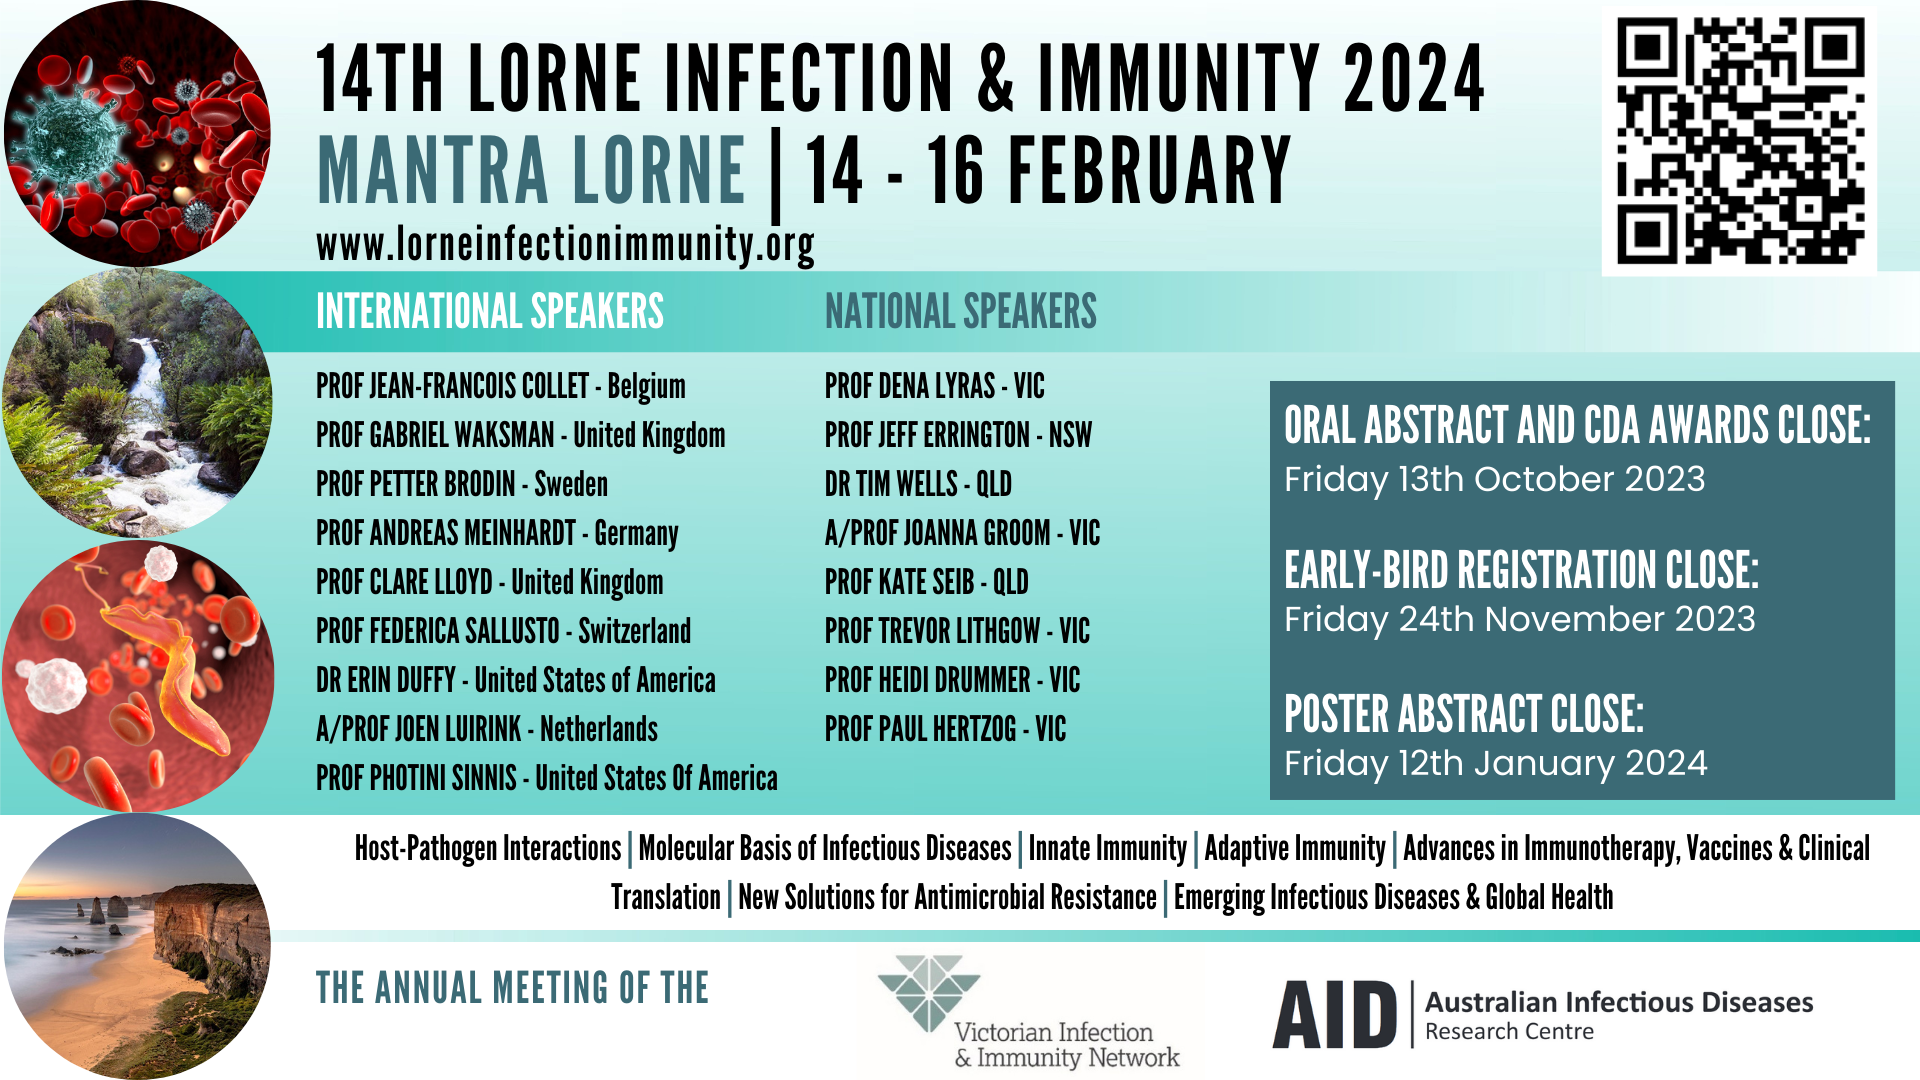 14TH LORNE INFECTION & IMMUNITY 2024
MANTRA LORNE | 14 - 16 FEBRUARY
www.lorneinfectionimmunity.org
INTERNATIONAL SPEAKERS
PROF JEAN-FRANCOIS COLLET - Belgium
PROF GABRIEL WAKSMAN - United Kingdom
PROF PETTER BRODIN - Sweden
PROF ANDREAS MEINHARDT - Germany
PROF CLARE LLOYD - United Kingdom
PROF FEDERICA SALLUSTO - Switzerland
DR ERIN DUFFY - United States of America
A/PROF JOEN LUIRINK - Netherlands
PROF PHOTINI SINNIS - United States Of America
NATIONAL SPEAKERS
PROF DENA LYRAS - VIC
PROF JEFF ERRINGTON - NSW
DR TIM WELLS - QLD
A/PROF JOANNA GROOM - VIC
PROF KATE SEIB - QLD
PROF TREVOR LITHGOW - VIC
PROF HEIDI DRUMMER - VIC
PROF PAUL HERTZOG - VIC
ORAL ABSTRACT AND CDA AWARDS CLOSE:
Friday 13th October 2023
EARLY-BIRD REGISTRATION CLOSE:
Friday 24th November 2023
POSTER ABSTRACT CLOSE:
Friday 12th January 2024
Host-Pathogen Interactions | Molecular Basis of Infectious Diseases | Innate Immunity | Adaptive Immunity | Advances in Immunotherapy, Vaccines & Clinical
Translation | New Solutions for Antimicrobial Resistance | Emerging Infectious Diseases & Global Health
THE ANNUAL MEETING OF THE
Victorian Infection
& Immunity Network
AID
Australian Infectious Diseases
Research Centre